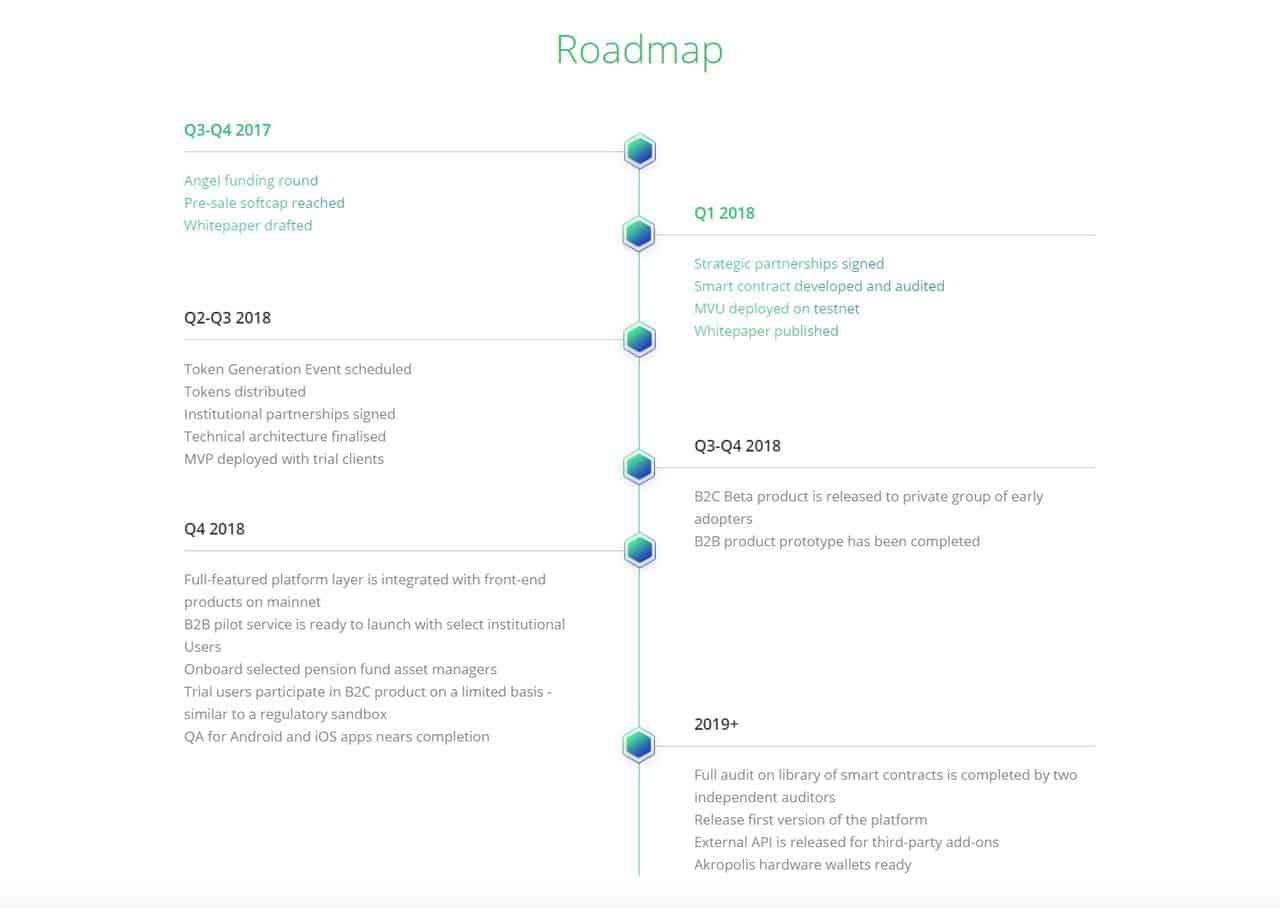 Roadmap
Q3-Q4 2017
Angel funding round
Pre-sale softcap reached
Whitepaper drafted
Q1 2018
Strategic partnerships signed
Smart contract developed and audited
MVU deployed on testnet
Whitepaper published
Q2-Q3 2018
Token Generation Event scheduled
Tokens distributed
Institutional partnerships signed
Technical architecture finalised
MVP deployed with trial clients
Q3-Q4 2018
B2C Beta product is released to private group of early
adopters
B2B product prototype has been completed
Q4 2018
Full-featured platform layer is integrated with front-end
products on mainnet
B2B pilot service is ready to launch with select institutional
Users
Onboard selected pension fund asset managers
Trial users participate in B2C product on a limited basis -
similar to a regulatory sandbox
QA for Android and iOS apps nears completion
2019+
Full audit on library of smart contracts is completed by two
independent auditors
Release first version of the platform
External API is released for third-party add-ons
Akropolis hardware wallets ready